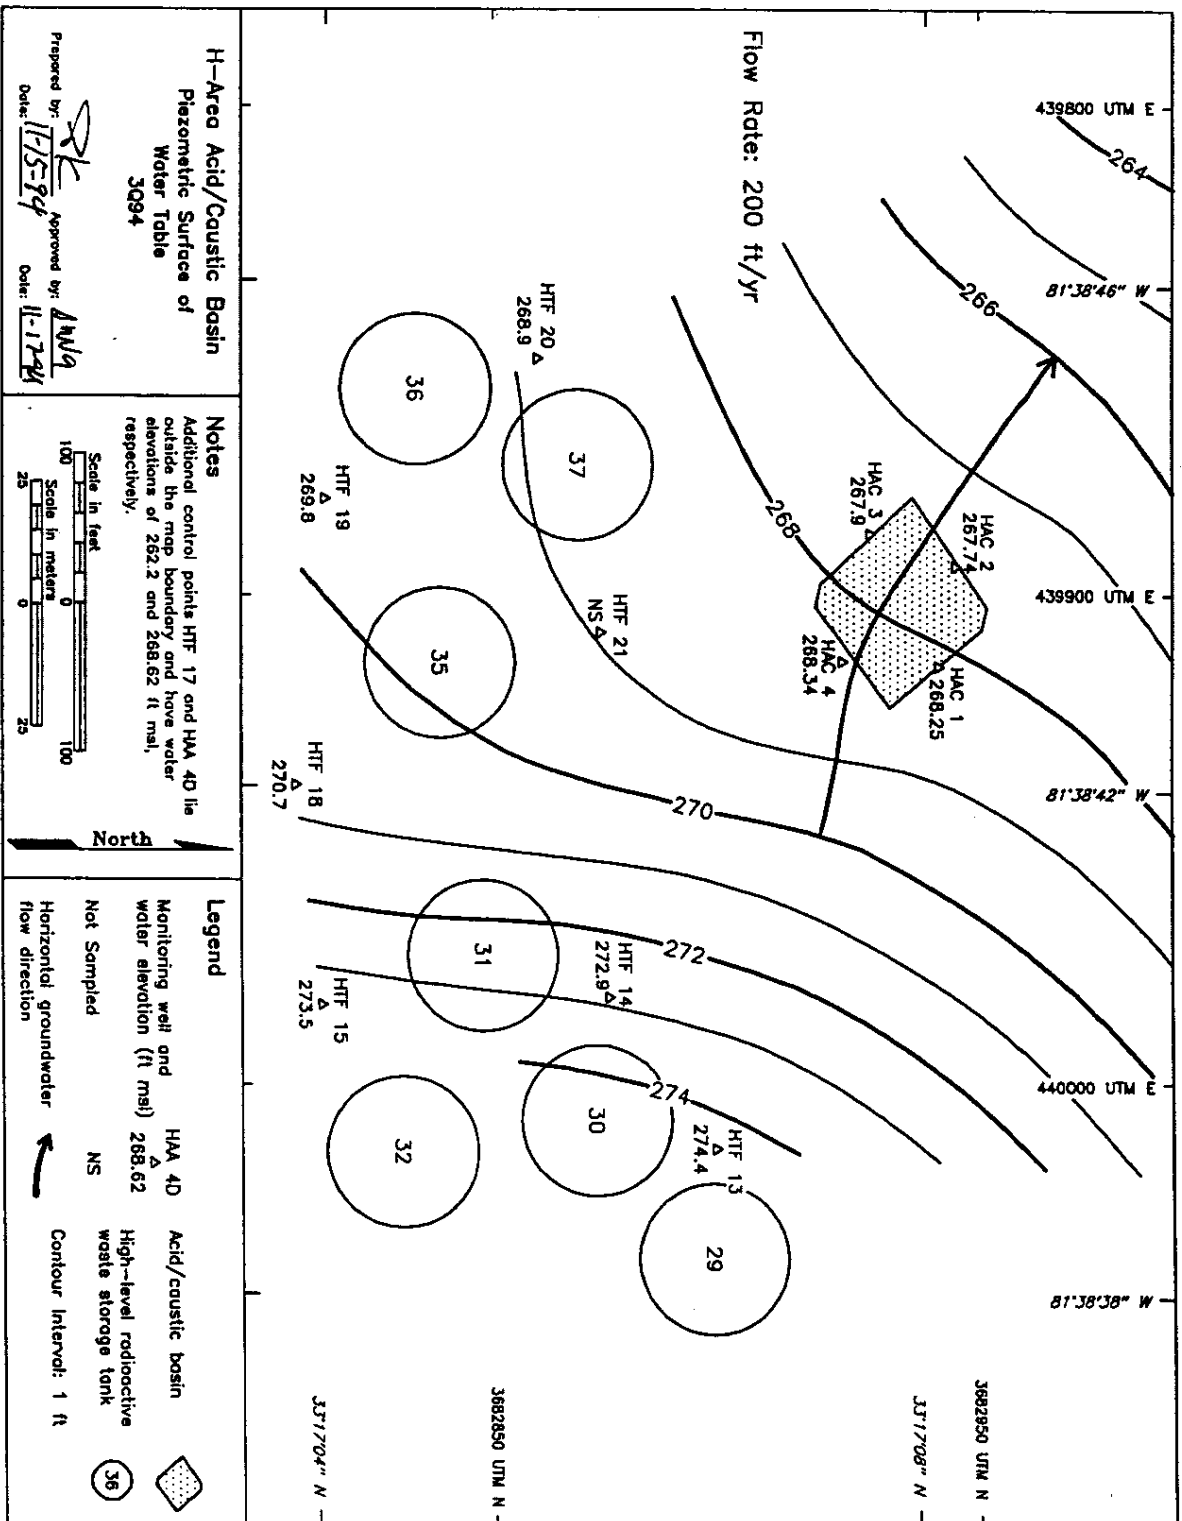 439800 UTM E
81°38'46" W
439900 UTM E
81°38'42" W
440000 UTM E
81°38'38" W
3682950 UTM N
33°17'08" N
3682850 UTM N
33°17'04" N
Flow Rate: 200 ft/yr
264
266
268
270
272
274
HAC 2
267.74
HAC 3
267.9
HAC 1
268.25
HAC 4
268.34
HTF 20
268.9
HTF 21
NS
HTF 19
269.8
HTF 18
270.7
HTF 14
272.9
HTF 15
273.5
HTF 13
274.4
36
37
35
31
30
32
29
H-Area Acid/Caustic Basin
Piezometric Surface of
Water Table
3Q94
Prepared by:
Approved by:
Date: 11-15-94
Date:
Notes
Additional control points HTF 17 and HAA 4D lie
outside the map boundary and have water
elevations of 262.2 and 268.62 ft msl,
respectively.
Scale in feet
100 0 100
Scale in meters
25 0 25
North
Legend
Monitoring well and
water elevation (ft msl)
HAA 4D
268.62
Not Sampled NS
Horizontal groundwater
flow direction
Acid/caustic basin
High-level radioactive
waste storage tank
36
Contour Interval: 1 ft